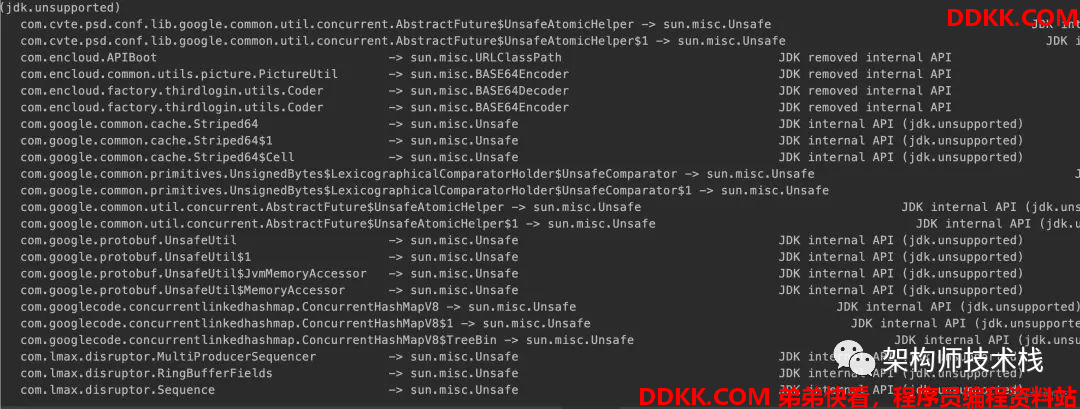 (jdk.unsupported)
DDKK.COM
com.cvte.psd.conf.lib.google.common.util.concurrent.AbstractFuture$UnsafeAtomicHelper -> sun.misc.Unsafe JDK int
com.cvte.psd.conf.lib.google.common.util.concurrent.AbstractFuture$UnsafeAtomicHelper$1 -> sun.misc.Unsafe JDK i
com.encloud.APIBoot -> sun.misc.URLClassPath JDK removed internal API
com.encloud.common.utils.picture.PictureUtil -> sun.misc.BASE64Encoder JDK removed internal API
com.encloud.factory.thirdlogin.utils.Coder -> sun.misc.BASE64Decoder JDK removed internal API
com.encloud.factory.thirdlogin.utils.Coder -> sun.misc.BASE64Encoder JDK removed internal API
com.google.common.cache.Striped64 -> sun.misc.Unsafe JDK internal API (jdk.unsupported)
com.google.common.cache.Striped64$1 -> sun.misc.Unsafe JDK internal API (jdk.unsupported)
com.google.common.cache.Striped64$Cell -> sun.misc.Unsafe JDK internal API (jdk.unsupported)
com.google.common.primitives.UnsignedBytes$LexicographicalComparatorHolder$UnsafeComparator -> sun.misc.Unsafe J
com.google.common.primitives.UnsignedBytes$LexicographicalComparatorHolder$UnsafeComparator$1 -> sun.misc.Unsafe
com.google.common.util.concurrent.AbstractFuture$UnsafeAtomicHelper -> sun.misc.Unsafe JDK internal API (jdk.uns
com.google.common.util.concurrent.AbstractFuture$UnsafeAtomicHelper$1 -> sun.misc.Unsafe JDK internal API (jdk.u
com.google.protobuf.UnsafeUtil -> sun.misc.Unsafe JDK internal API (jdk.unsupported)
com.google.protobuf.UnsafeUtil$1 -> sun.misc.Unsafe JDK internal API (jdk.unsupported)
com.google.protobuf.UnsafeUtil$JvmMemoryAccessor -> sun.misc.Unsafe JDK internal API (jdk.unsupported)
com.google.protobuf.UnsafeUtil$MemoryAccessor -> sun.misc.Unsafe JDK internal API (jdk.unsupported)
com.googlecode.concurrentlinkedhashmap.ConcurrentHashMapV8 -> sun.misc.Unsafe JDK internal API (jdk.unsupported)
com.googlecode.concurrentlinkedhashmap.ConcurrentHashMapV8$1 -> sun.misc.Unsafe JDK internal API (jdk.unsupporte
com.googlecode.concurrentlinkedhashmap.ConcurrentHashMapV8$TreeBin -> sun.misc.Unsafe JDK internal API (jdk.unsu
com.lmax.disruptor.MultiProducerSequencer -> sun.misc.Unsafe JDK
com.lmax.disruptor.RingBufferFields -> sun.misc.Unsafe JDK
架构师技术栈
com.lmax.disruptor.Sequence -> sun.misc.Unsafe JDK internal API (jdk.unsupported)
DDKK.COM 弟弟快看，程序员编程资料站